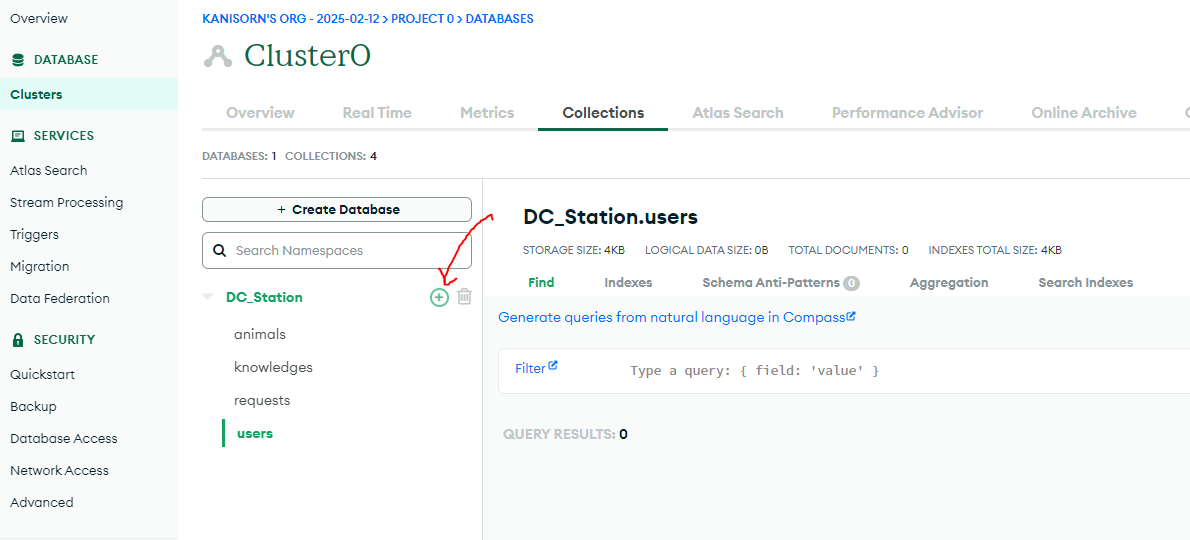 Overview
DATABASE
Clusters
SERVICES
Atlas Search
Stream Processing
Triggers
Migration
Data Federation
SECURITY
Quickstart
Backup
Database Access
Network Access
Advanced
KANISORN'S ORG - 2025-02-12 > PROJECT 0 > DATABASES
Cluster0
Overview Real Time Metrics Collections Atlas Search Performance Advisor Online Archive
DATABASES: 1 COLLECTIONS: 4
+ Create Database
Search Namespaces
DC_Station
animals
knowledges
requests
users
DC_Station.users
STORAGE SIZE: 4KB LOGICAL DATA SIZE: 0B TOTAL DOCUMENTS: 0 INDEXES TOTAL SIZE: 4KB
Find Indexes Schema Anti-Patterns 0 Aggregation Search Indexes
Generate queries from natural language in Compass
Filter Type a query: { field: 'value' }
QUERY RESULTS: 0